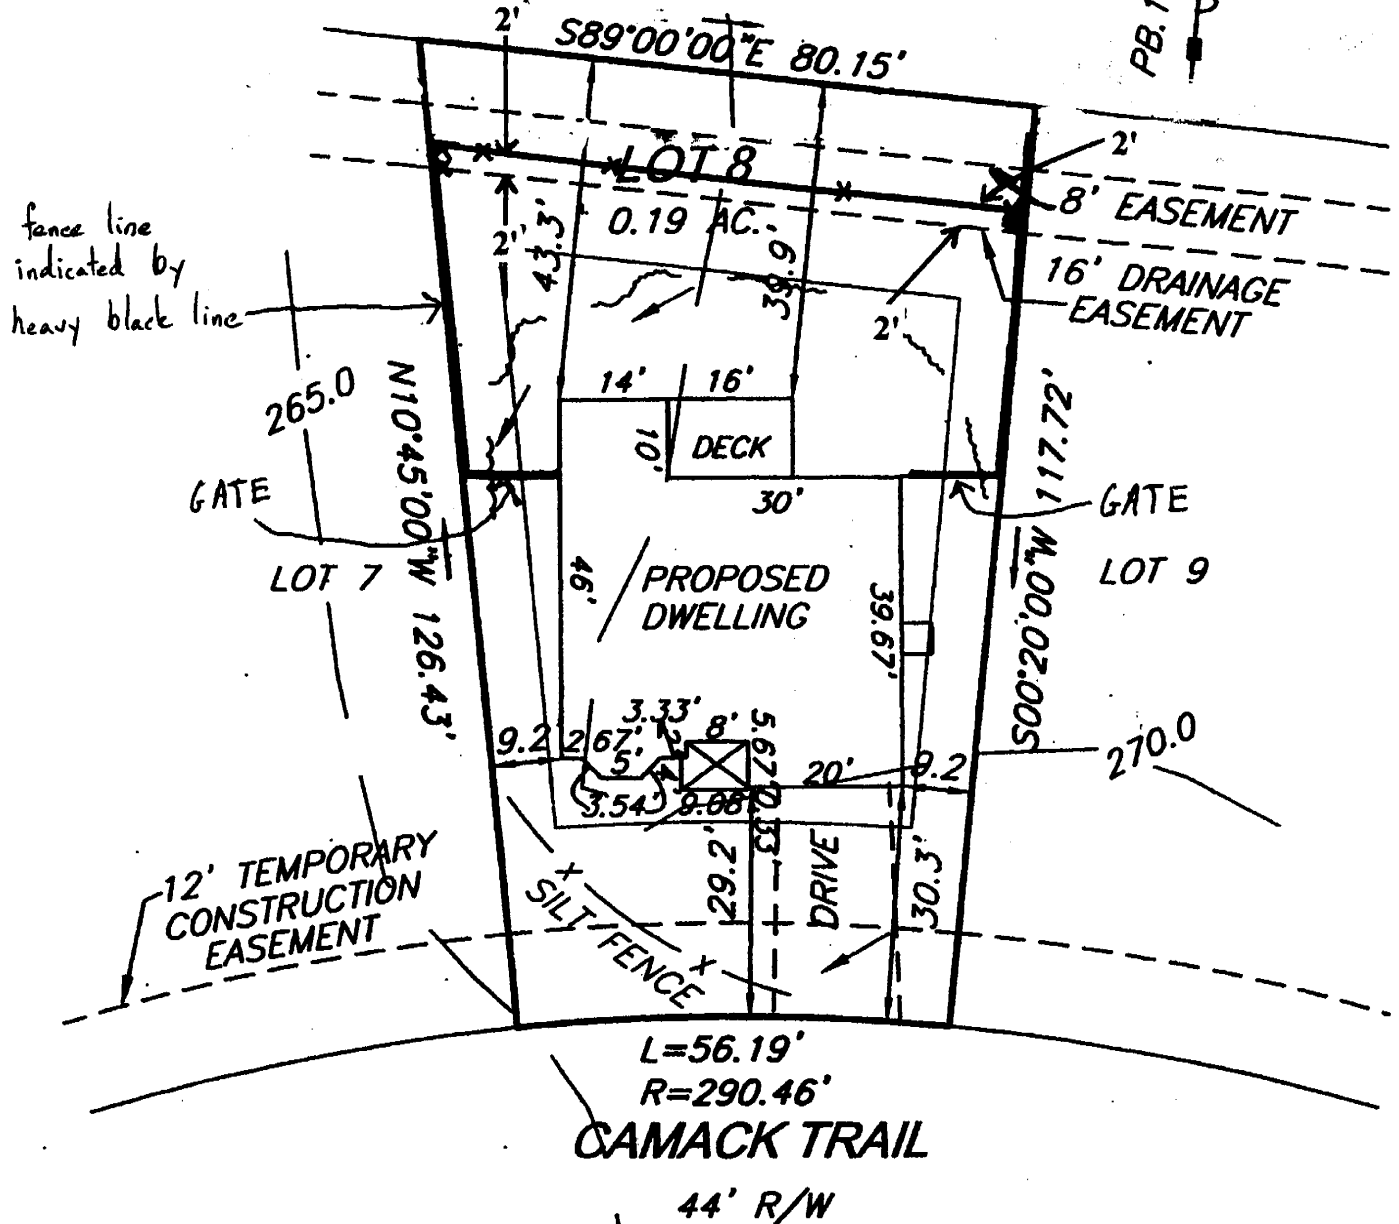 2'
S89°00'00"E 80.15'
PB.1
2'
LOT 8
8' EASEMENT
0.19 AC.
fence line
indicated by
heavy black line
2'
43.3'
39.9'
16' DRAINAGE
EASEMENT
2'
265.0
14'
16'
10'
DECK
30'
N10°45'00"W 126.43'
S00°20'00"W 117.72'
GATE
GATE
LOT 7
46'
PROPOSED
DWELLING
39.67'
LOT 9
270.0
9.2
2.67'
3.33'
8'
5.67'
5'
20'
9.2
3.54'
9.08'
0.33
29.2'
DRIVE
30.3'
12' TEMPORARY
CONSTRUCTION
EASEMENT
X
SILT FENCE
X
L=56.19'
R=290.46'
CAMACK TRAIL
44' R/W